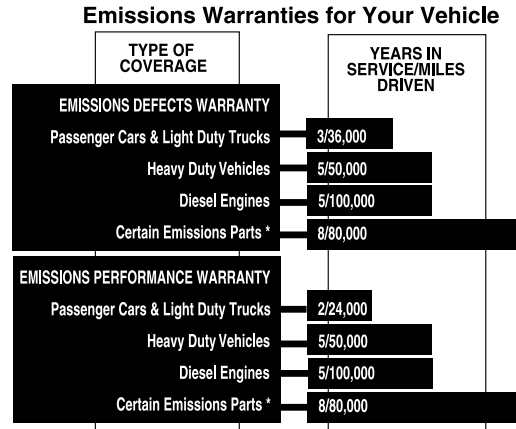 Emissions Warranties for Your Vehicle
TYPE OF
COVERAGE
YEARS IN
SERVICE/MILES
DRIVEN
EMISSIONS DEFECTS WARRANTY
Passenger Cars & Light Duty Trucks 3/36,000
Heavy Duty Vehicles 5/50,000
Diesel Engines 5/100,000
Certain Emissions Parts * 8/80,000
EMISSIONS PERFORMANCE WARRANTY
Passenger Cars & Light Duty Trucks 2/24,000
Heavy Duty Vehicles 5/50,000
Diesel Engines 5/100,000
Certain Emissions Parts * 8/80,000